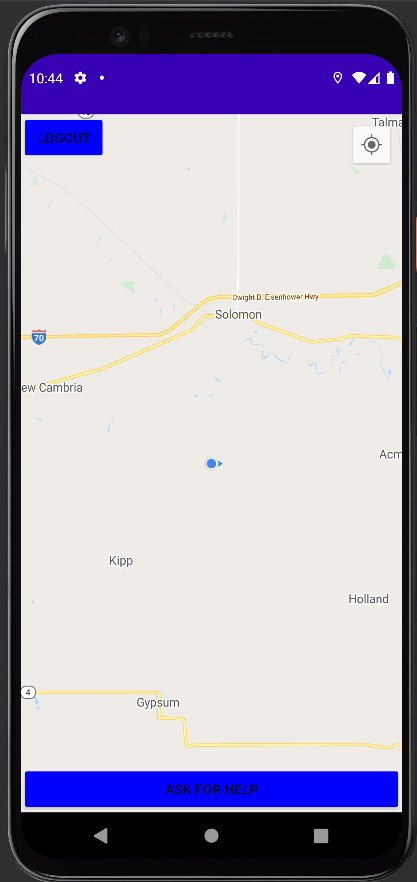 10:44
Talma
LOGOUT
Dwight D. Eisenhower Hwy
Solomon
70
ew Cambria
Acm
Kipp
Holland
4
Gypsum
ASK FOR HELP